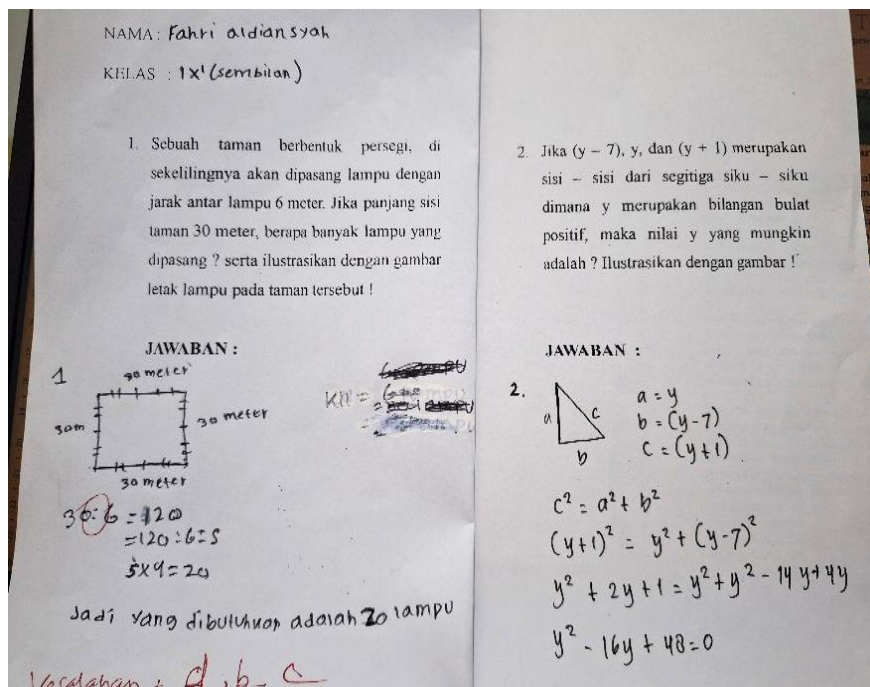 NAMA : Fahri aldiansyah
KELAS : IX' (sembilan)
1. Sebuah taman berbentuk persegi, di
sekelilingnya akan dipasang lampu dengan
jarak antar lampu 6 meter. Jika panjang sisi
taman 30 meter, berapa banyak lampu yang
dipasang ? serta ilustrasikan dengan gambar
letak lampu pada taman tersebut !
JAWABAN :
1
30 meter
30m
30 meter
30 meter
KII =
30:6 = 120
=120:6=5
5x4=20
Jadi yang dibutuhkan adalah 20 lampu
d, b, c
2. Jika (y – 7), y, dan (y + 1) merupakan
sisi – sisi dari segitiga siku – siku
dimana y merupakan bilangan bulat
positif, maka nilai y yang mungkin
adalah ? Ilustrasikan dengan gambar !
JAWABAN :
2.
a c b
a = y
b = (y-7)
c = (y+1)
c² = a² + b²
(y+1)² = y² + (y-7)²
y² + 2y + 1 = y² + y² - 14y + 4y
y² - 16y + 48 = 0